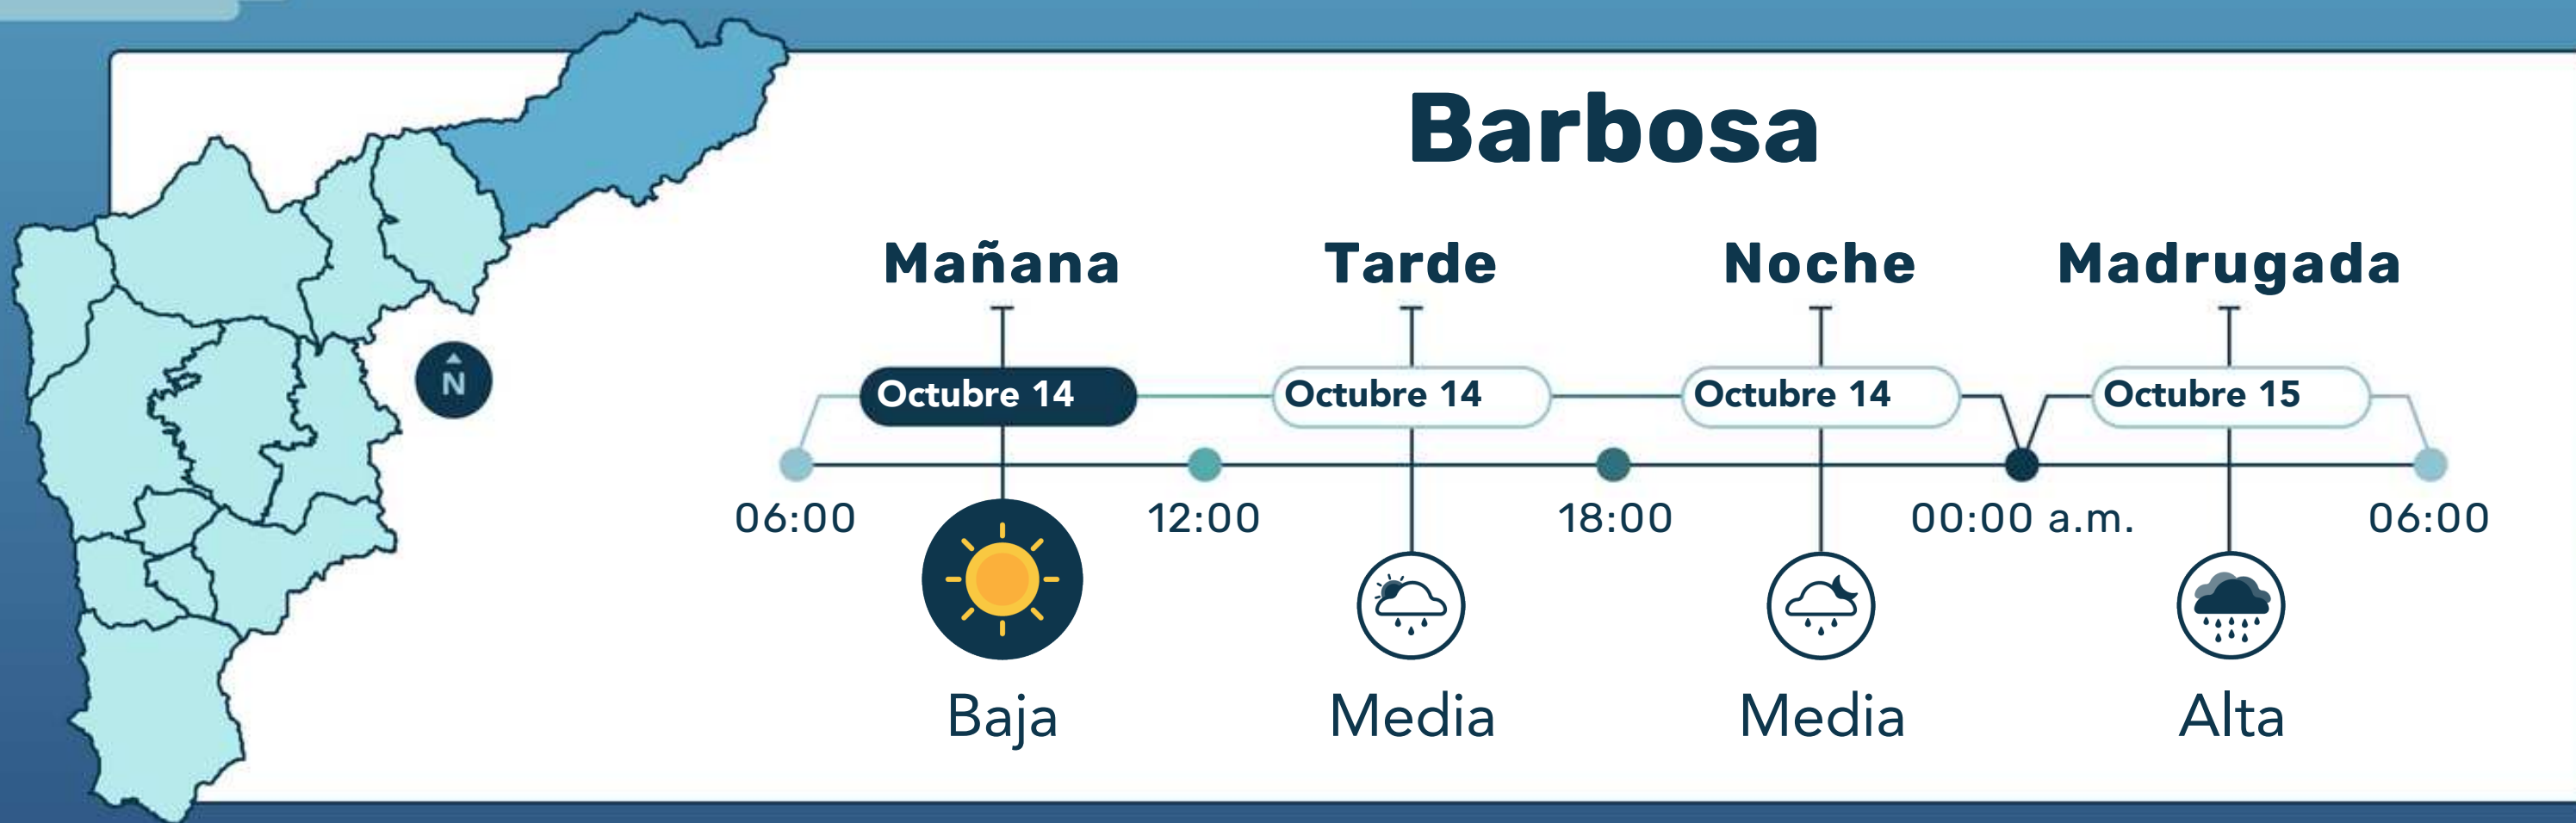 Barbosa
Mañana Tarde Noche Madrugada
Octubre 14 Octubre 14 Octubre 14 Octubre 15
N
06:00 12:00 18:00 00:00 a.m. 06:00
Baja Media Media Alta